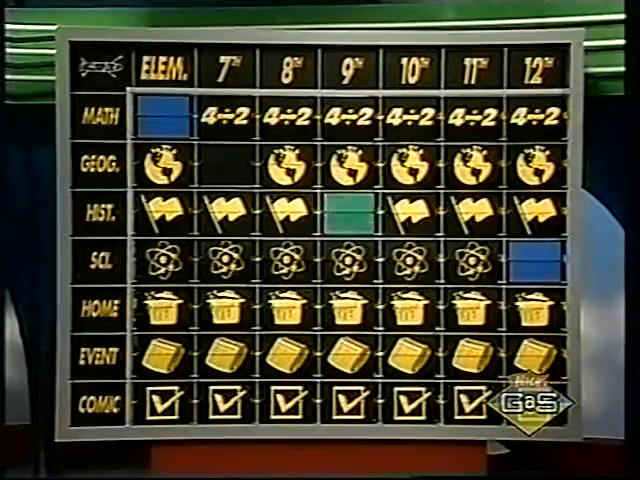 ELEM. 7TH 8TH 9TH 10TH 11TH 12TH
MATH 4÷2 4÷2 4÷2 4÷2 4÷2 4÷2
GEOG.
HIST.
SCI.
HOME
EVENT
COMIC
GaS